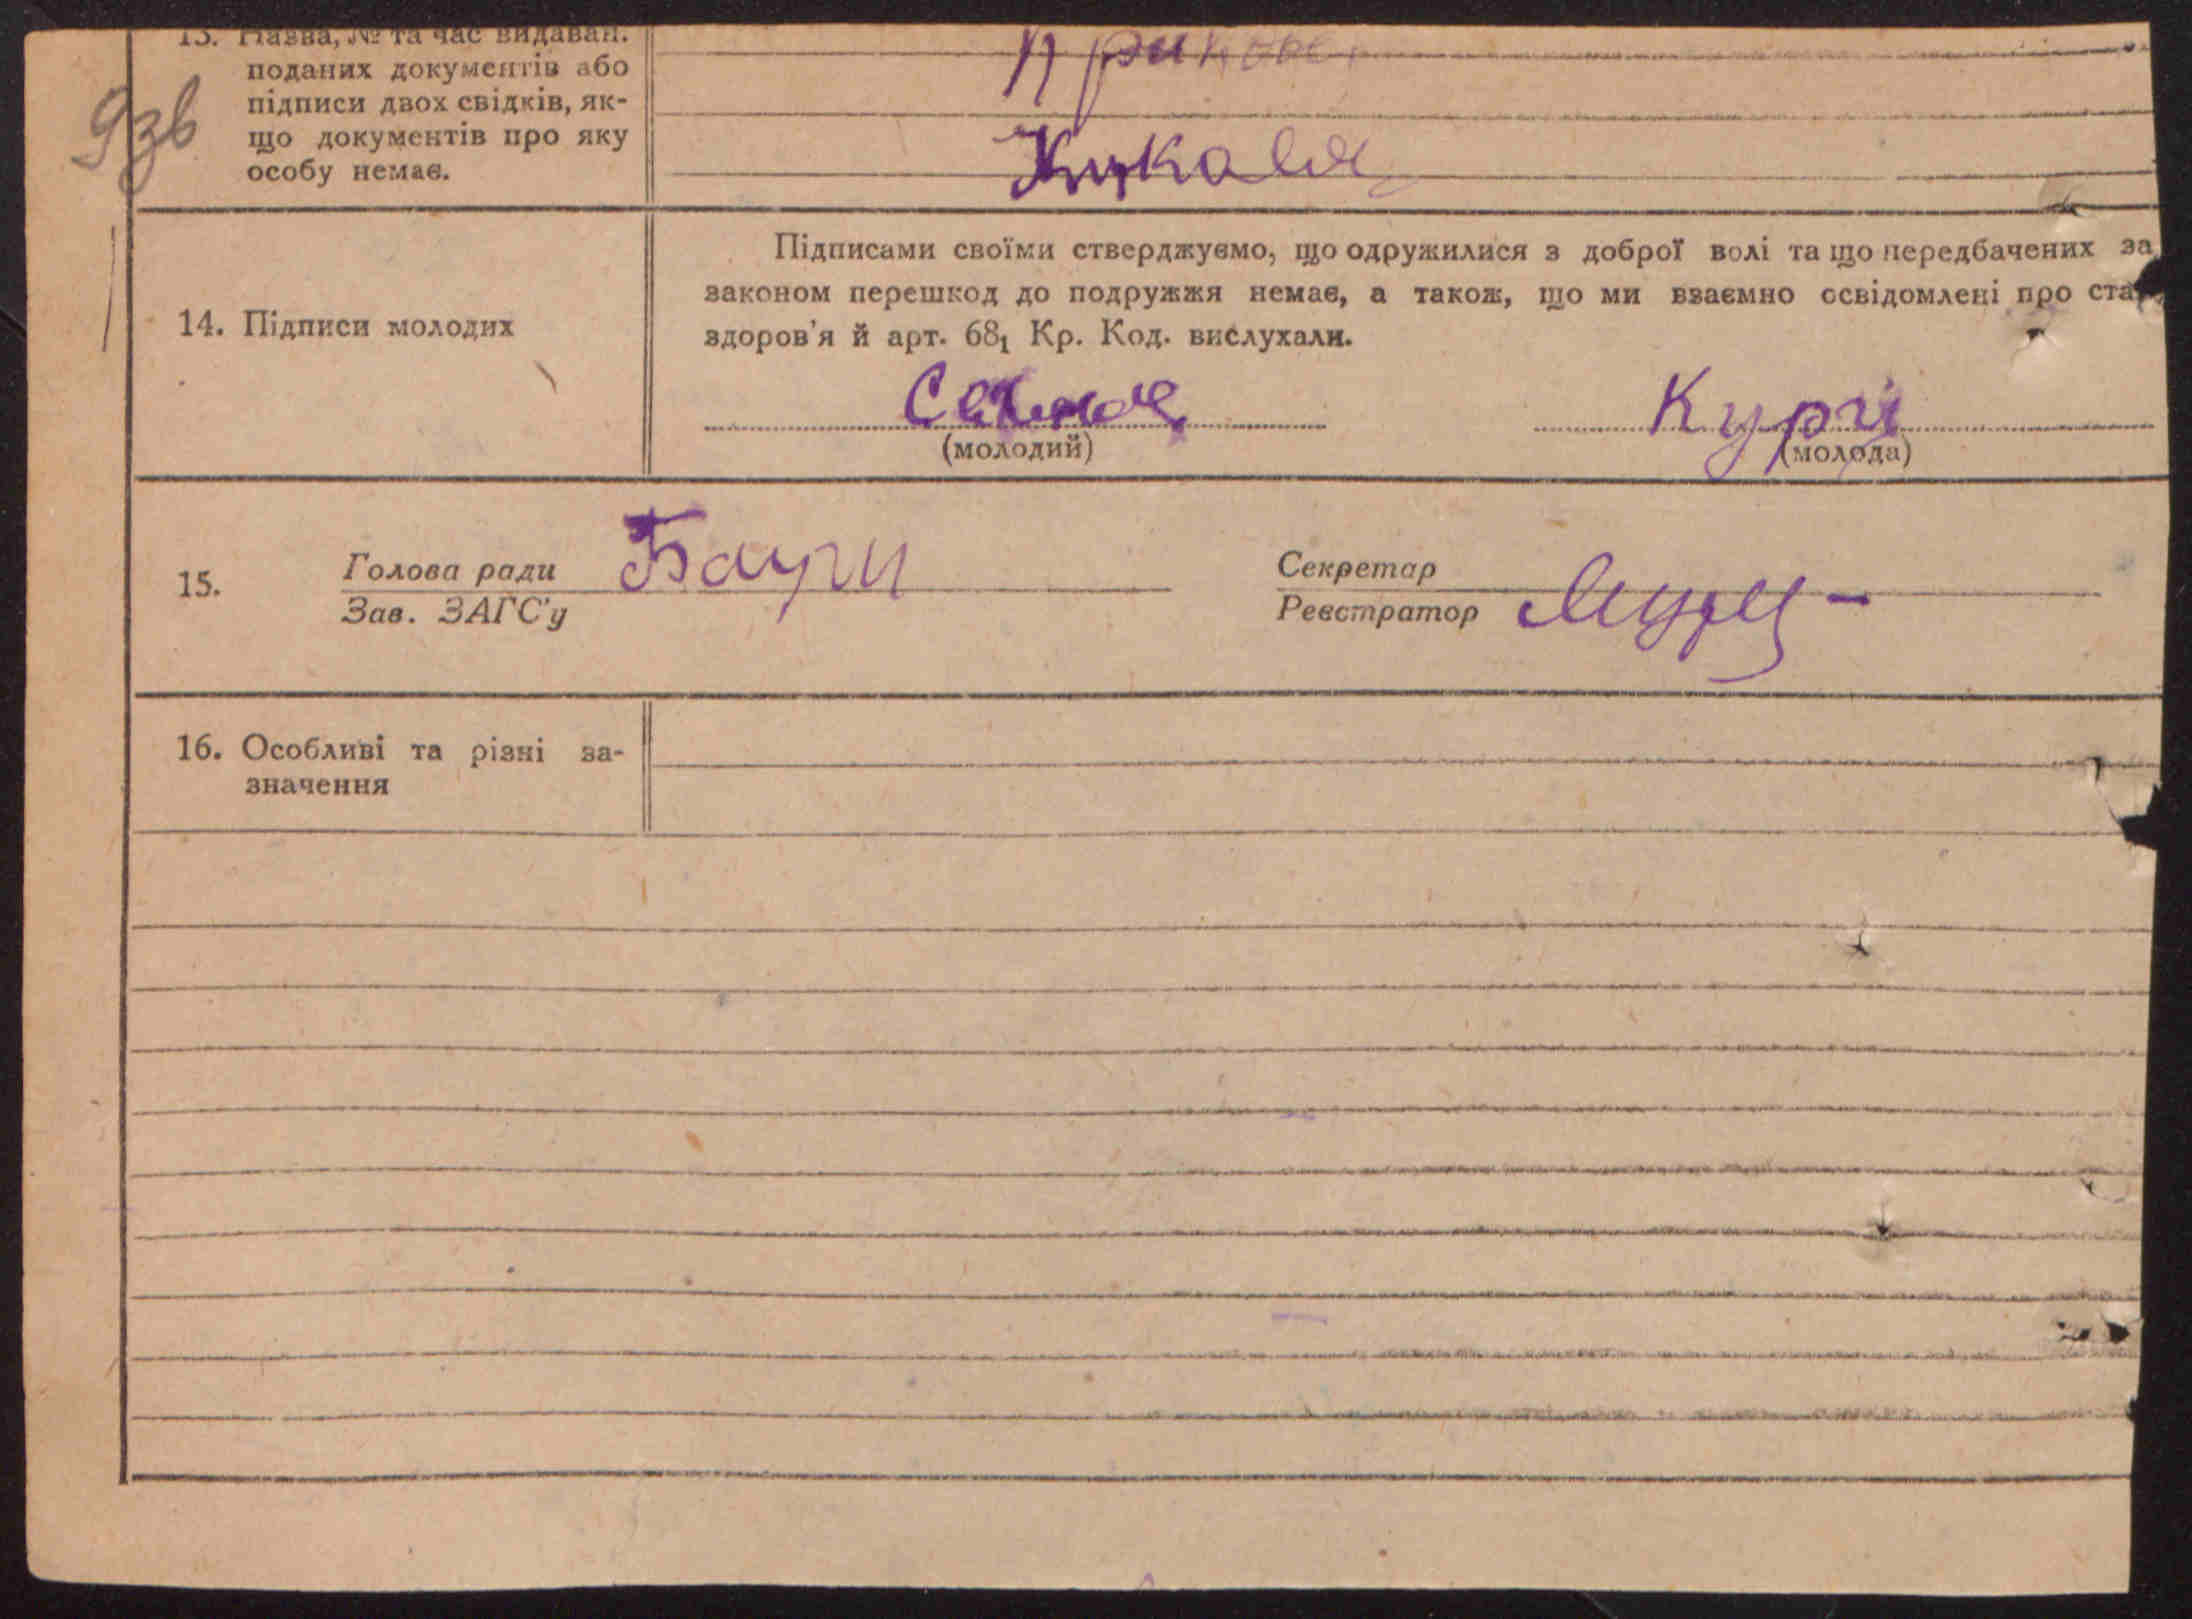 13. Назва, № та час видаван.
поданих документів або
підписи двох свідків, як-
що документів про яку
особу немає.
9зв
14. Підписи молодих
Підписами своїми стверджуємо, що одружилися з доброї волі та що передбачених за
законом перешкод до подружжя немає, а також, що ми взаємно освідомлені про ста
здоров'я й арт. 68₁ Кр. Код. вислухали.
(молодий)
Кури
(молода)
15.
Голова ради
Зав. ЗАГС'у
Секретар
Реєстратор
16. Особливі та різні за-
значення